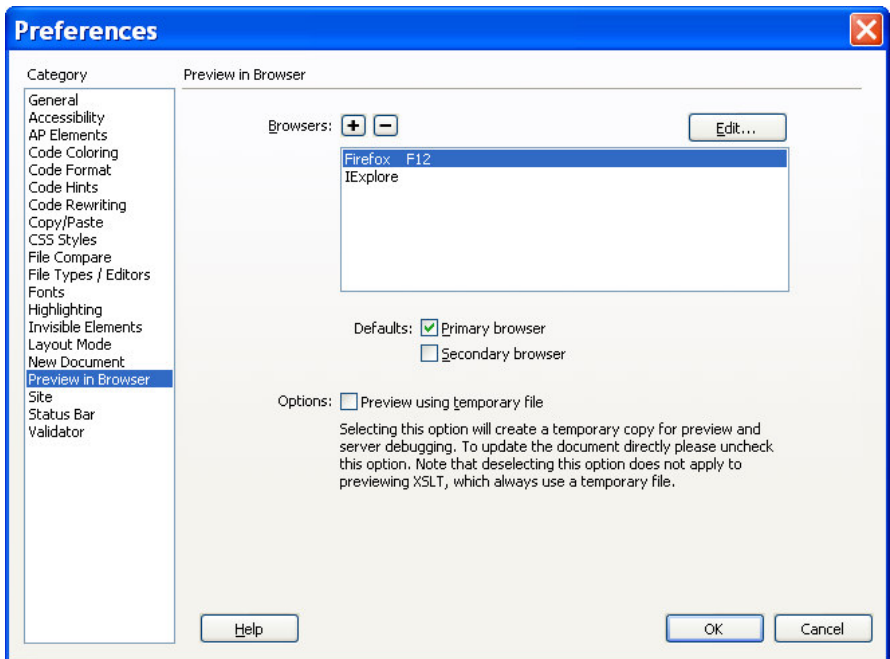 Preferences
Category
General
Accessibility
AP Elements
Code Coloring
Code Format
Code Hints
Code Rewriting
Copy/Paste
CSS Styles
File Compare
File Types / Editors
Fonts
Highlighting
Invisible Elements
Layout Mode
New Document
Preview in Browser
Site
Status Bar
Validator
Preview in Browser
Browsers:
Edit...
Firefox F12
IExplore
Defaults: Primary browser
Secondary browser
Options: Preview using temporary file
Selecting this option will create a temporary copy for preview and
server debugging. To update the document directly please uncheck
this option. Note that deselecting this option does not apply to
previewing XSLT, which always use a temporary file.
Help
OK
Cancel